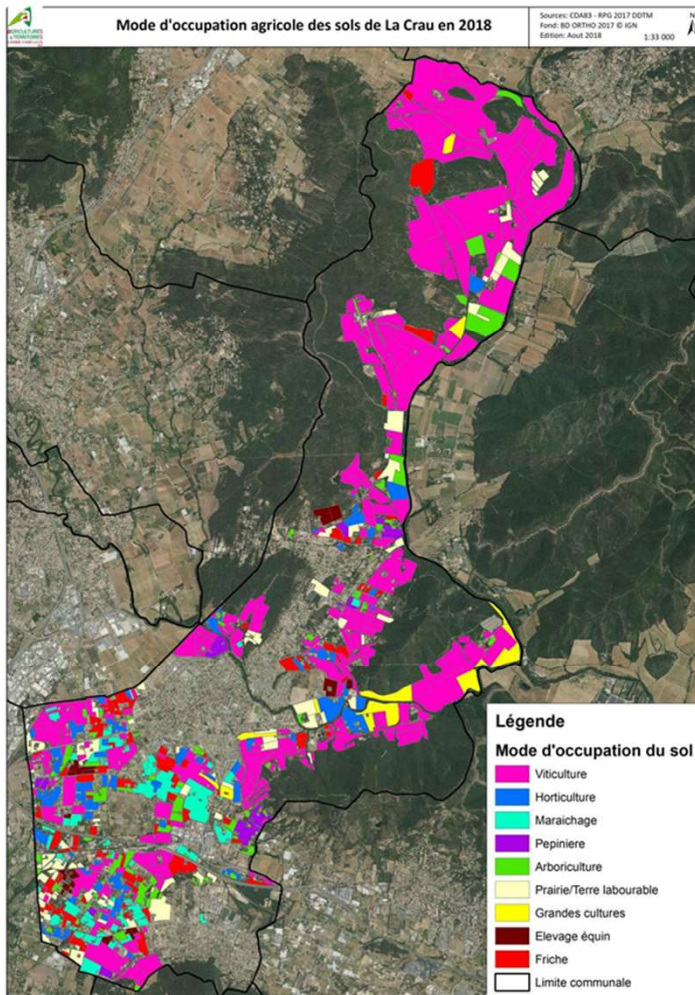 Mode d'occupation agricole des sols de La Crau en 2018
Sources: CDA83 - RPG 2017 DDTM
Fond: BD ORTHO 2017 © IGN
Edition: Aout 2018
1:33 000
N
AGRICULTURES
& TERRITOIRES
Légende
Mode d'occupation du sol
Viticulture
Horticulture
Maraichage
Pepiniere
Arboriculture
Prairie/Terre labourable
Grandes cultures
Elevage équin
Friche
Limite communale